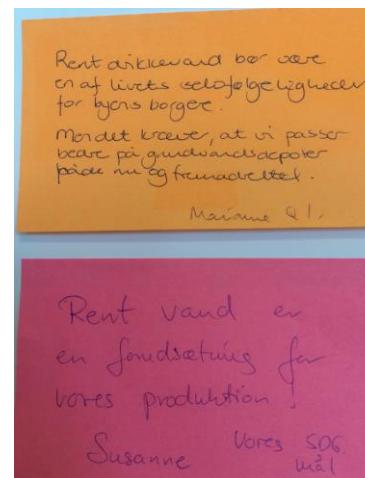 Rent drikkevand bør være
en af livets selvfølgeligheder
for byens borgere.
Men det kræver, at vi passer
bedre på grundvandsdepoter
både nu og fremadrettet.
Marianne
Rent vand er
en forudsætning for
vores produktion!
Susanne
Vores SDG
mål